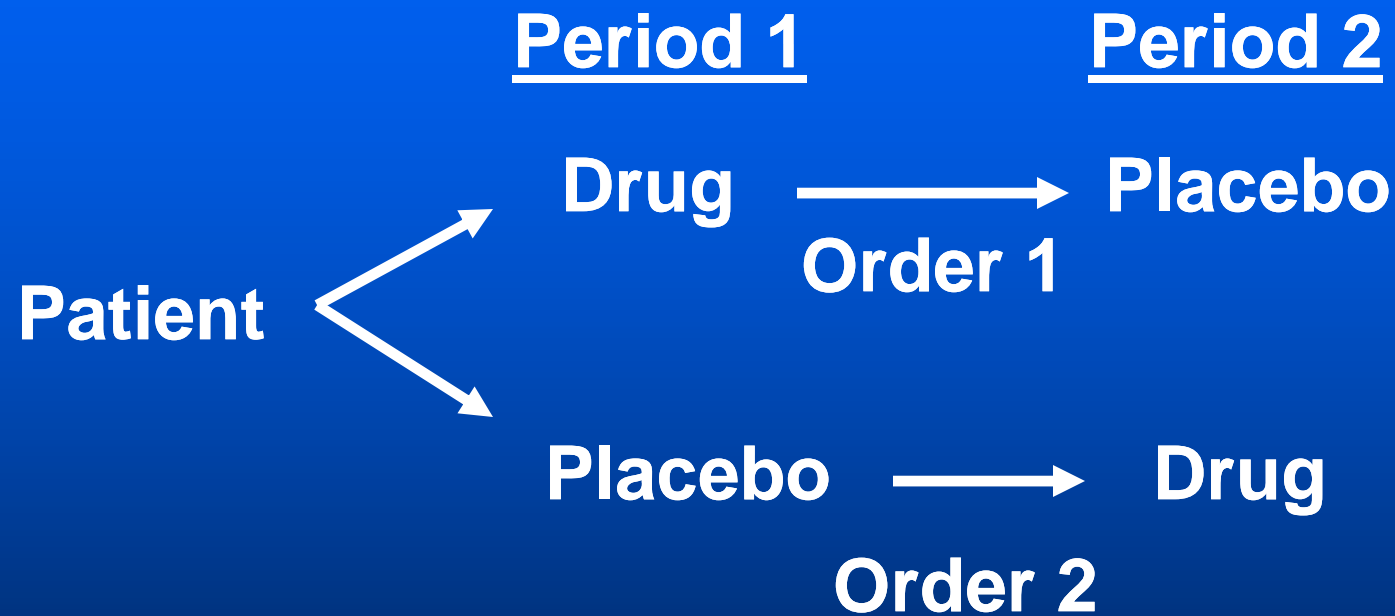 Period 1 Period 2
Drug Placebo
Order 1
Patient
Placebo Drug
Order 2